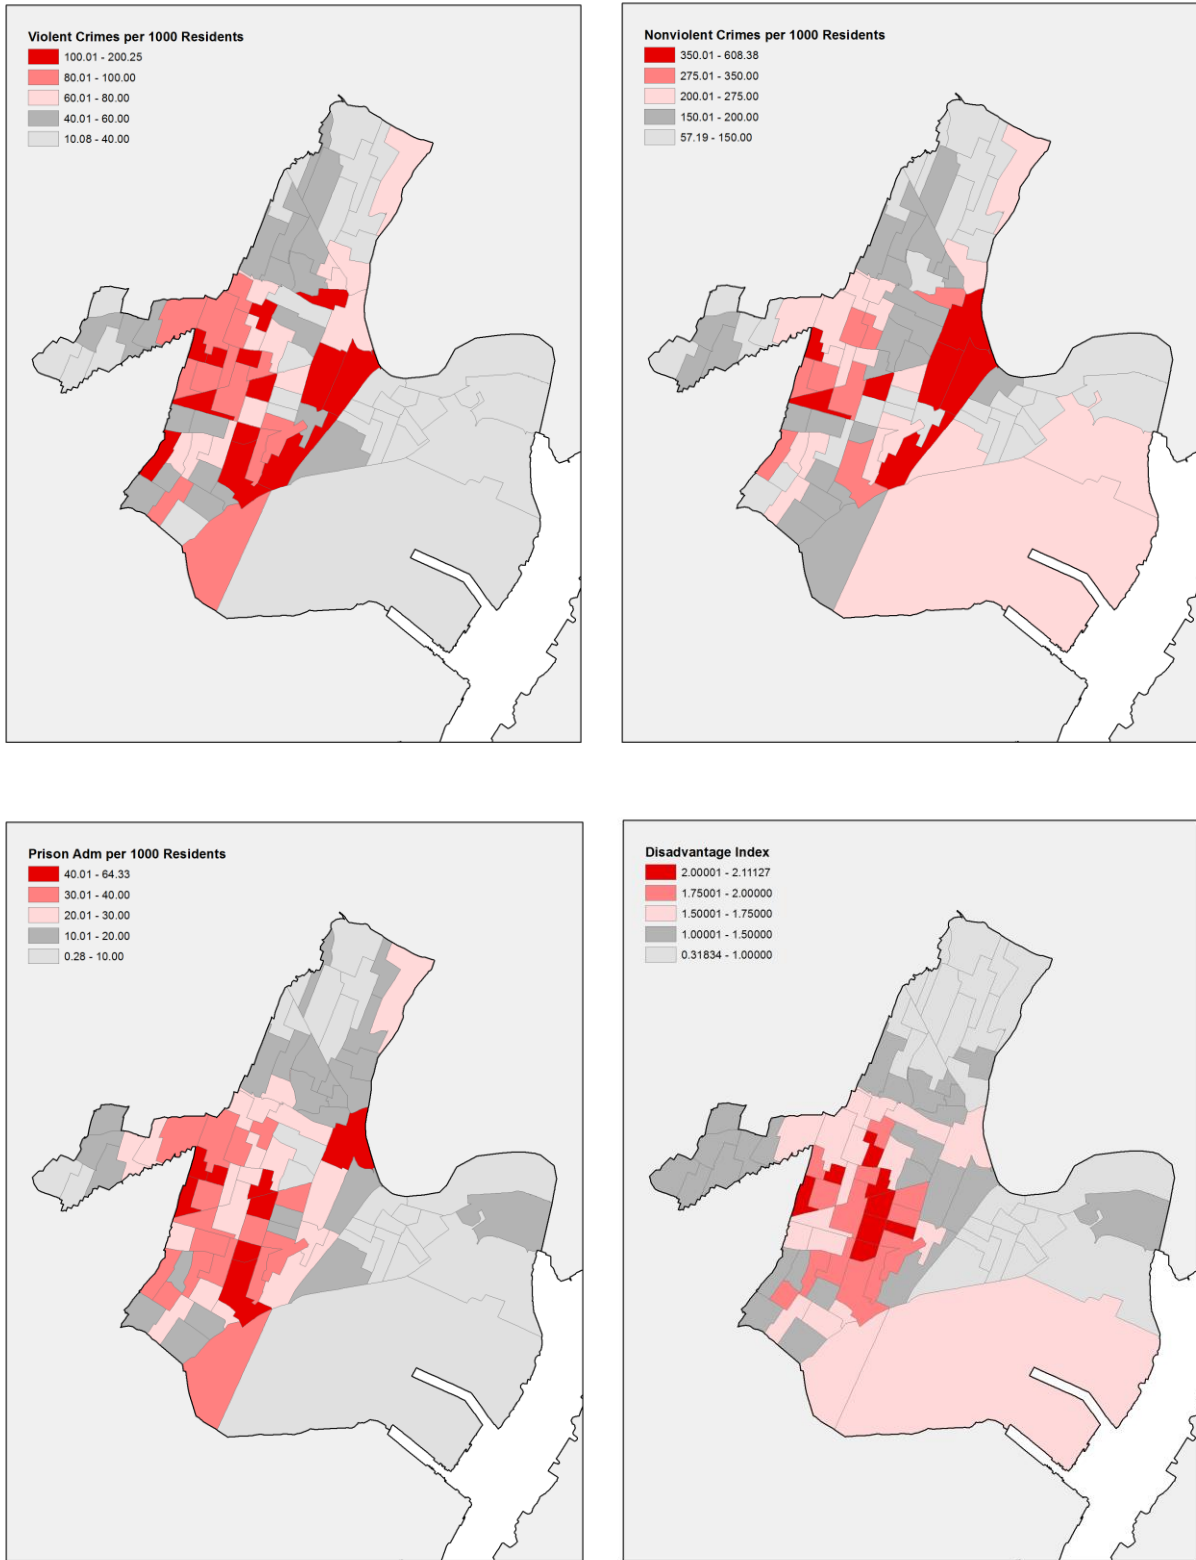 Violent Crimes per 1000 Residents
100.01 - 200.25
80.01 - 100.00
60.01 - 80.00
40.01 - 60.00
10.08 - 40.00
Nonviolent Crimes per 1000 Residents
350.01 - 608.38
275.01 - 350.00
200.01 - 275.00
150.01 - 200.00
57.19 - 150.00
Prison Adm per 1000 Residents
40.01 - 64.33
30.01 - 40.00
20.01 - 30.00
10.01 - 20.00
0.28 - 10.00
Disadvantage Index
2.00001 - 2.11127
1.75001 - 2.00000
1.50001 - 1.75000
1.00001 - 1.50000
0.31834 - 1.00000